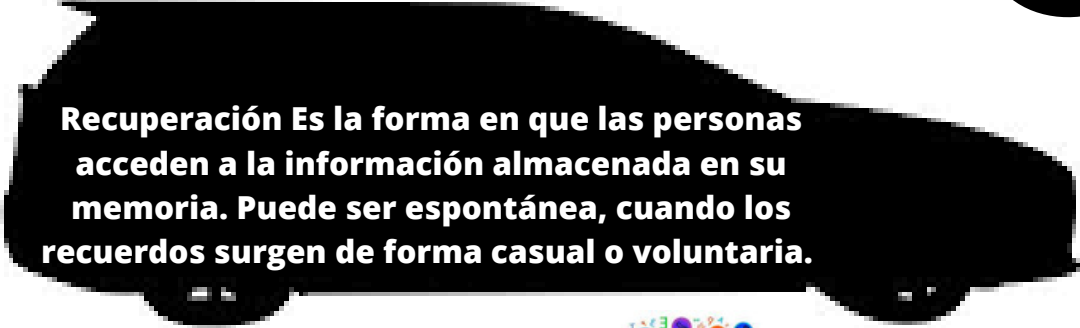 Recuperación Es la forma en que las personas
acceden a la información almacenada en su
memoria. Puede ser espontánea, cuando los
recuerdos surgen de forma casual o voluntaria.